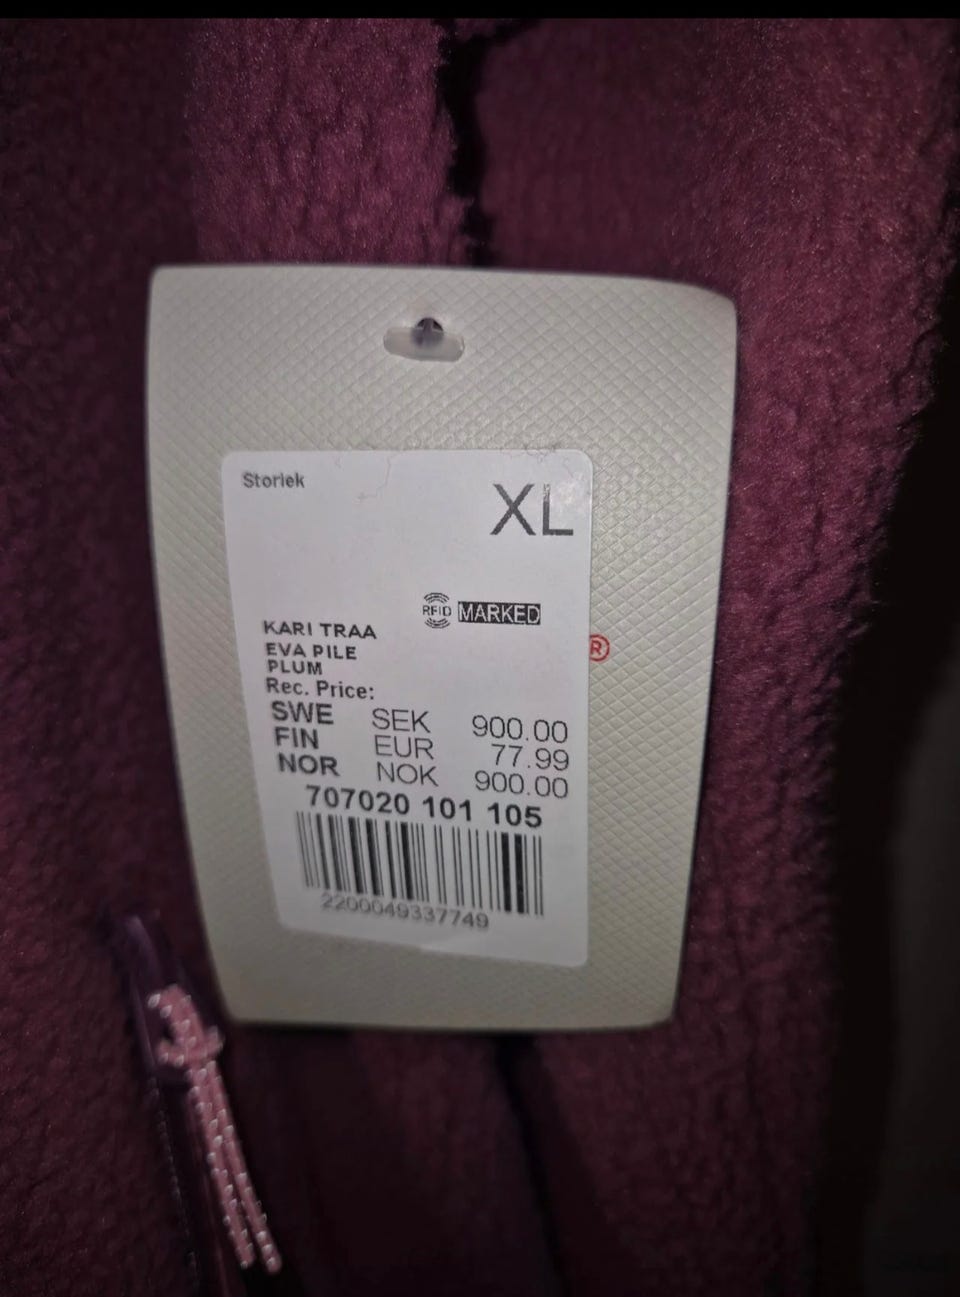 Storlek
XL
RFID MARKED
KARI TRAA
EVA PILE
PLUM
Rec. Price:
SWE SEK 900.00
FIN EUR 77.99
NOR NOK 900.00
707020 101 105
2200049337749
®